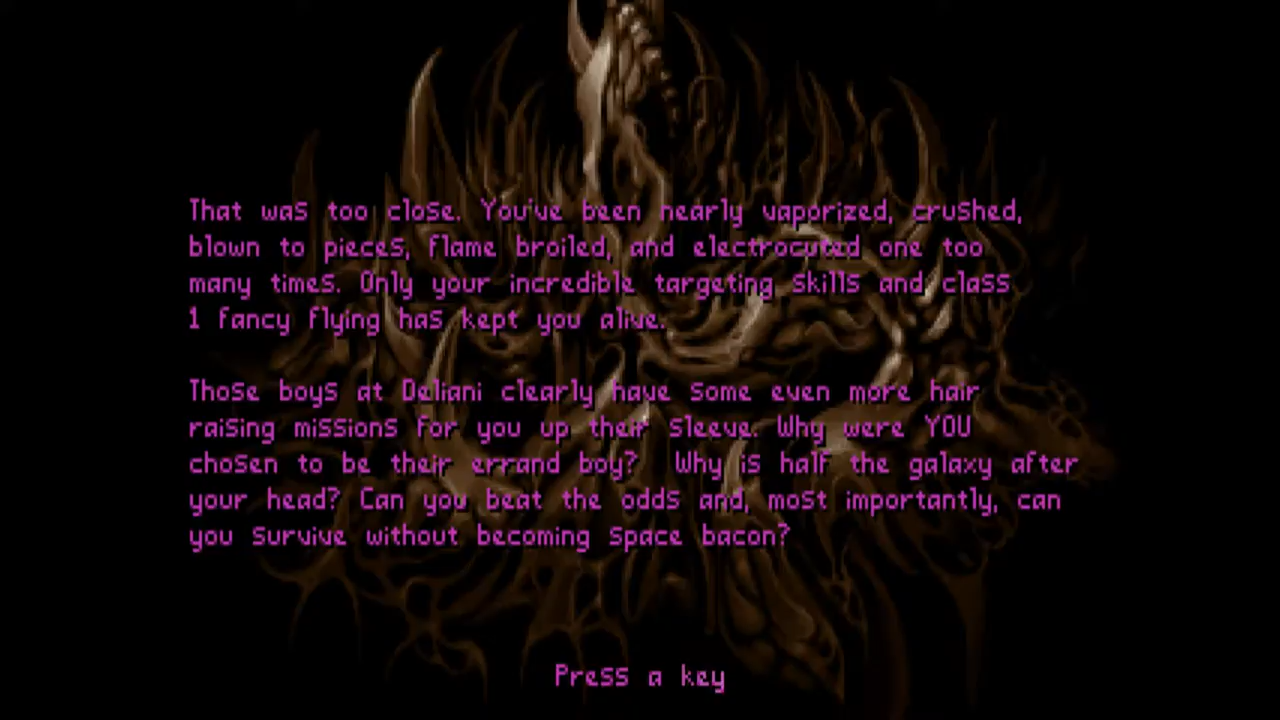 That was too close. You've been nearly vaporized, crushed,
blown to pieces, flame broiled, and electrocuted one too
many times. Only your incredible targeting skills and class
1 fancy flying has kept you alive.
Those boys at Deliani clearly have some even more hair
raising missions for you up their sleeve. Why were YOU
chosen to be their errand boy? Why is half the galaxy after
your head? Can you beat the odds and, most importantly, can
you survive without becoming space bacon?
Press a key